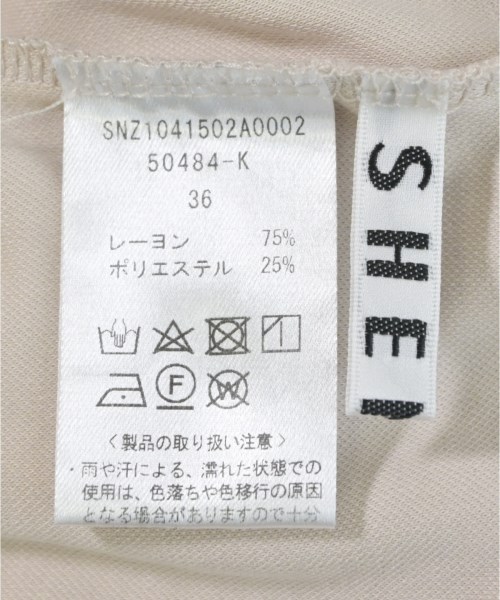 SNZ1041502A0002
50484-K
36
レーヨン 75%
ポリエステル 25%
F W
〈製品の取り扱い注意〉
・雨や汗による、濡れた状態での
使用は、色落ちや色移行の原因
となる場合がありますので十分
SHE